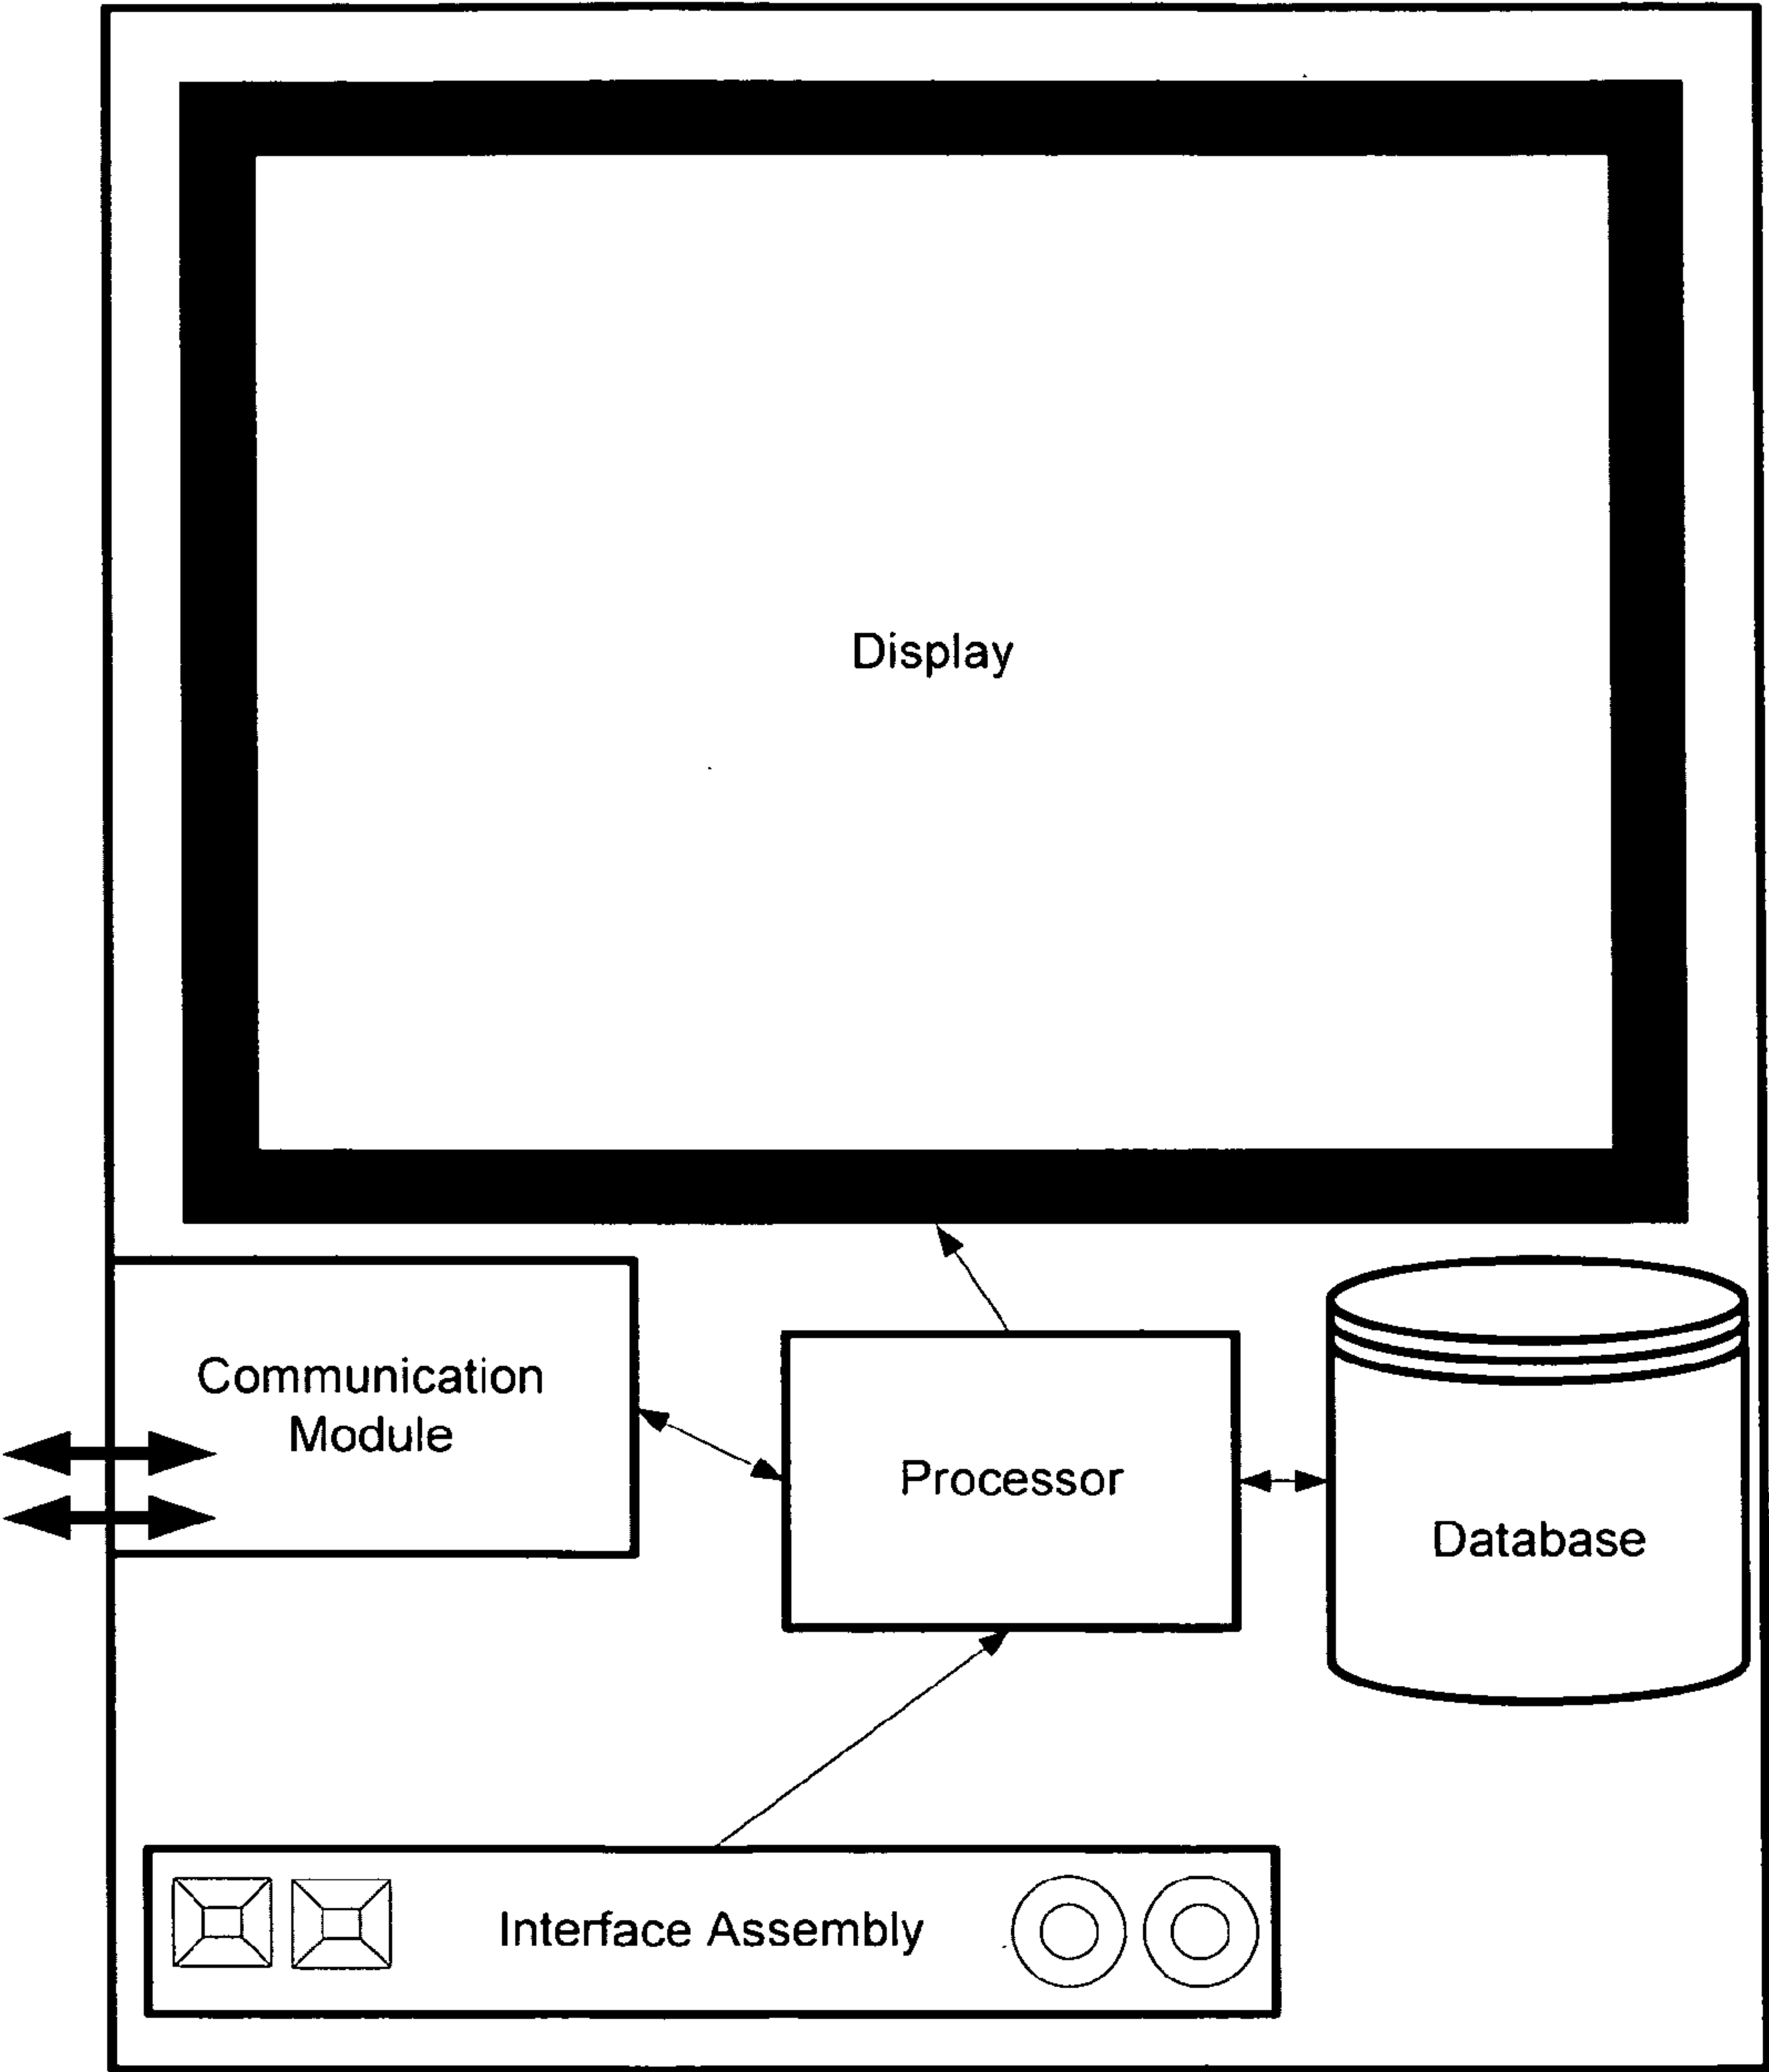 Display
Communication
Module
Processor
Database
Interface Assembly